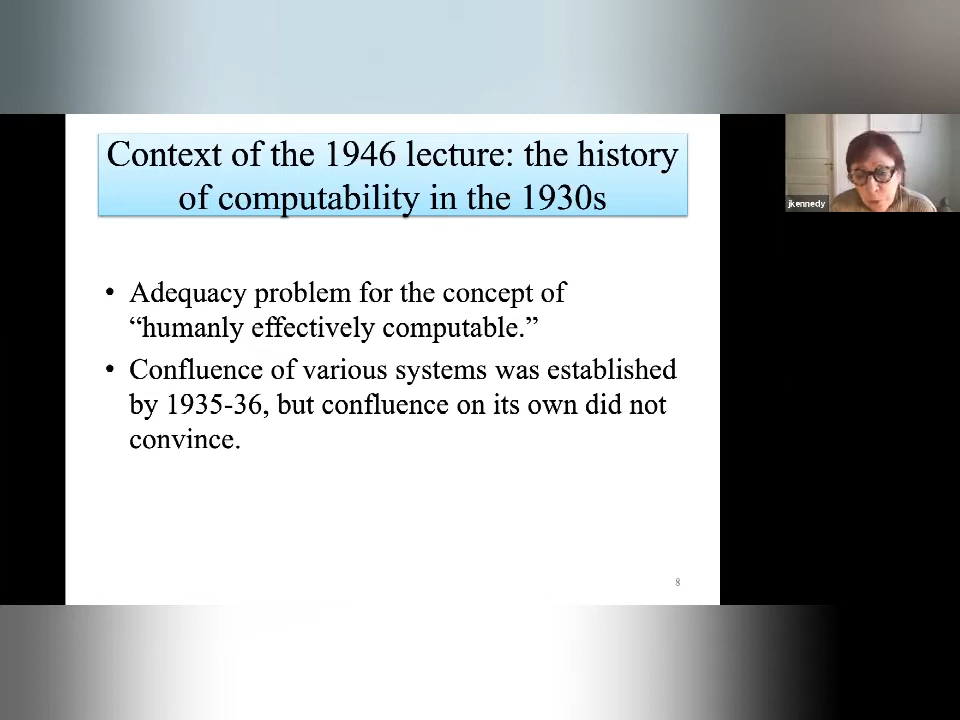 Context of the 1946 lecture: the history
of computability in the 1930s
jkennedy
• Adequacy problem for the concept of
“humanly effectively computable.”
• Confluence of various systems was established
by 1935-36, but confluence on its own did not
convince.
8